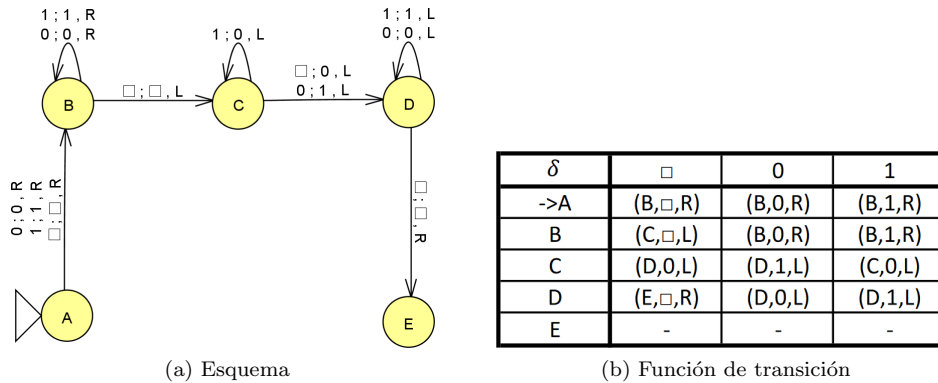 1 ; 1 , R
0 ; 0 , R
1 ; 0 , L
1 ; 1 , L
0 ; 0 , L
B
□ ; □ , L
C
□ ; 0 , L
0 ; 1 , L
D
0 ; 0 , R
1 ; 1 , R
□ ; □ , R
□ ; □ , R
A
E
(a) Esquema
δ □ 0 1
->A (B,□,R) (B,0,R) (B,1,R)
B (C,□,L) (B,0,R) (B,1,R)
C (D,0,L) (D,1,L) (C,0,L)
D (E,□,R) (D,0,L) (D,1,L)
E - - -
(b) Función de transición